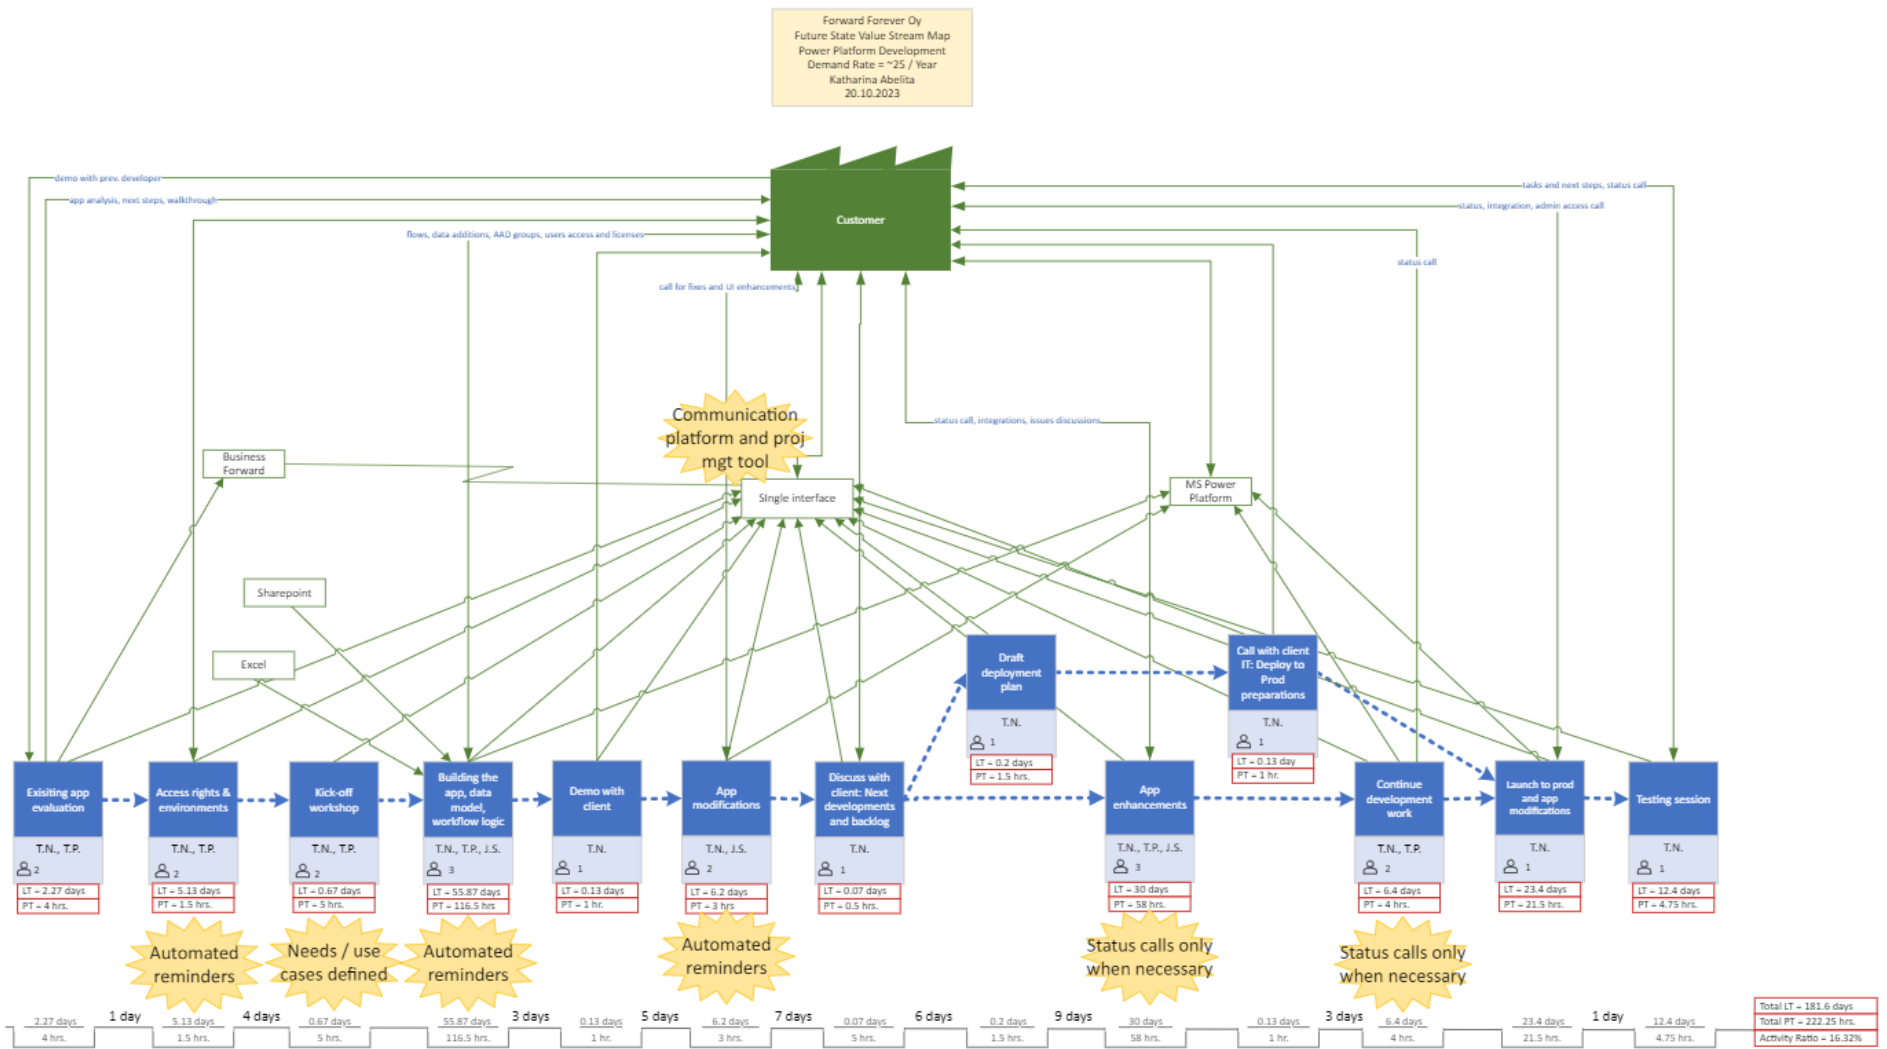 Forward Forever Oy
Future State Value Stream Map
Power Platform Development
Demand Rate = ~25 / Year
Katharina Abelita
20.10.2023
demo with prev. developer
app analysis, next steps, walkthrough
flows, data additions, AAD groups, users access and licenses
call for fixes and UI enhancements
Customer
tasks and next steps, status call
status, integration, admin access call
status call
status call, integrations, issues discussions
Communication
platform and proj
mgt tool
Business
Forward
SIngle interface
MS Power
Platform
Sharepoint
Excel
Draft
deployment
plan
T.N.
1
LT = 0.2 days
PT = 1.5 hrs.
Call with client
IT: Deploy to
Prod
preparations
T.N.
1
LT = 0.13 day
PT = 1 hr.
Exisiting app
evaluation
T.N., T.P.
2
LT = 2.27 days
PT = 4 hrs.
Access rights &
environments
T.N., T.P.
2
LT = 5.13 days
PT = 1.5 hrs.
Kick-off
workshop
T.N., T.P.
2
LT = 0.67 days
PT = 5 hrs.
Building the
app, data
model,
workflow logic
T.N., T.P., J.S.
3
LT = 55.87 days
PT = 116.5 hrs
Demo with
client
T.N.
1
LT = 0.13 days
PT = 1 hr.
App
modifications
T.N., J.S.
2
LT = 6.2 days
PT = 3 hrs
Discuss with
client: Next
developments
and backlog
T.N.
1
LT = 0.07 days
PT = 0.5 hrs.
App
enhancements
T.N., T.P., J.S.
3
LT = 30 days
PT = 58 hrs.
Continue
development
work
T.N., T.P.
2
LT = 6.4 days
PT = 4 hrs.
Launch to prod
and app
modifications
T.N.
1
LT = 23.4 days
PT = 21.5 hrs.
Testing session
T.N.
1
LT = 12.4 days
PT = 4.75 hrs.
Automated
reminders
Needs / use
cases defined
Automated
reminders
Automated
reminders
Status calls only
when necessary
Status calls only
when necessary
2.27 days
4 hrs.
1 day
5.13 days
1.5 hrs.
4 days
0.67 days
5 hrs.
55.87 days
116.5 hrs.
3 days
0.13 days
1 hr.
5 days
6.2 days
3 hrs.
7 days
0.07 days
5 hrs.
6 days
0.2 days
1.5 hrs.
9 days
30 days
58 hrs.
0.13 days
1 hr.
3 days
6.4 days
4 hrs.
23.4 days
21.5 hrs.
1 day
12.4 days
4.75 hrs.
Total LT = 181.6 days
Total PT = 222.25 hrs.
Activity Ratio = 16.32%